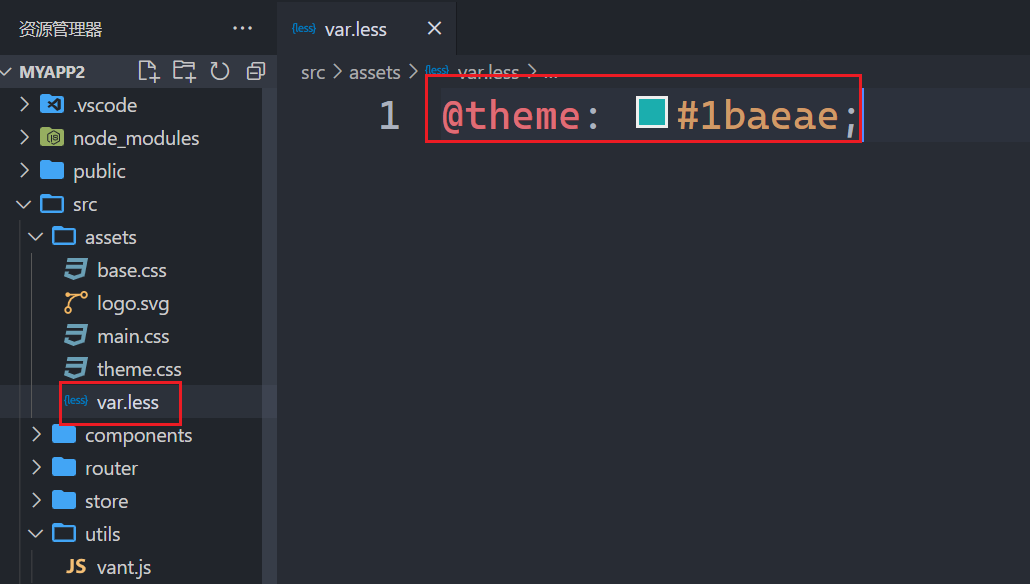 资源管理器 ···
MYAPP2
.vscode
node_modules
public
src
assets
base.css
logo.svg
main.css
theme.css
{less} var.less
components
router
store
utils
JS vant.js
{less} var.less
src > assets > {less} var.less > ...
1 @theme: #1baeae;